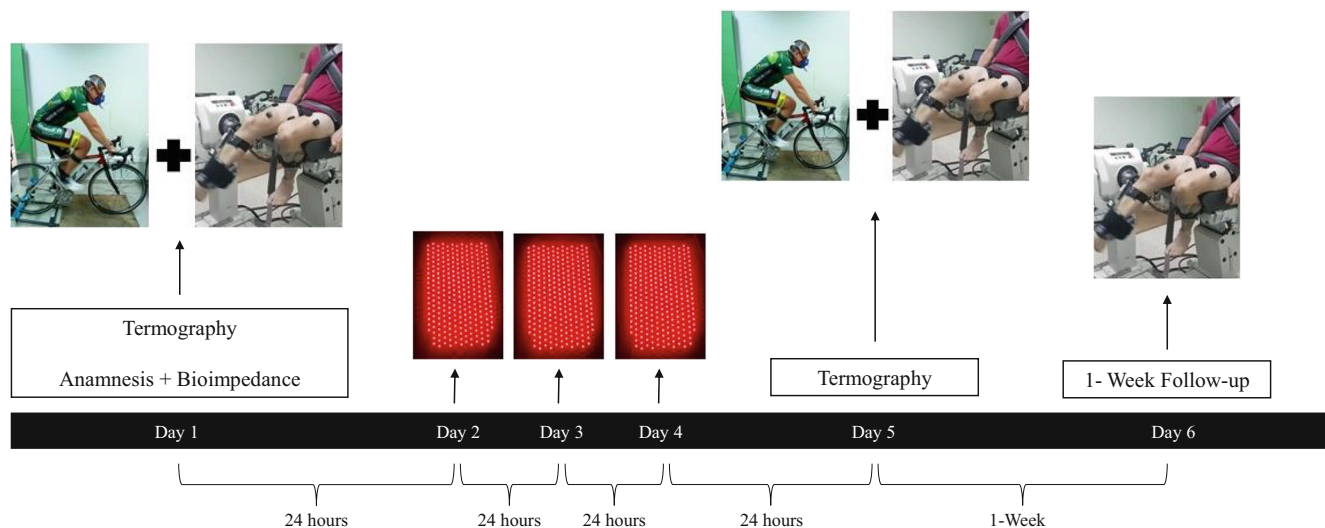 Termography
Anamnesis + Bioimpedance
Termography
1- Week Follow-up
Day 1
Day 2
Day 3
Day 4
Day 5
Day 6
24 hours
24 hours
24 hours
24 hours
1-Week